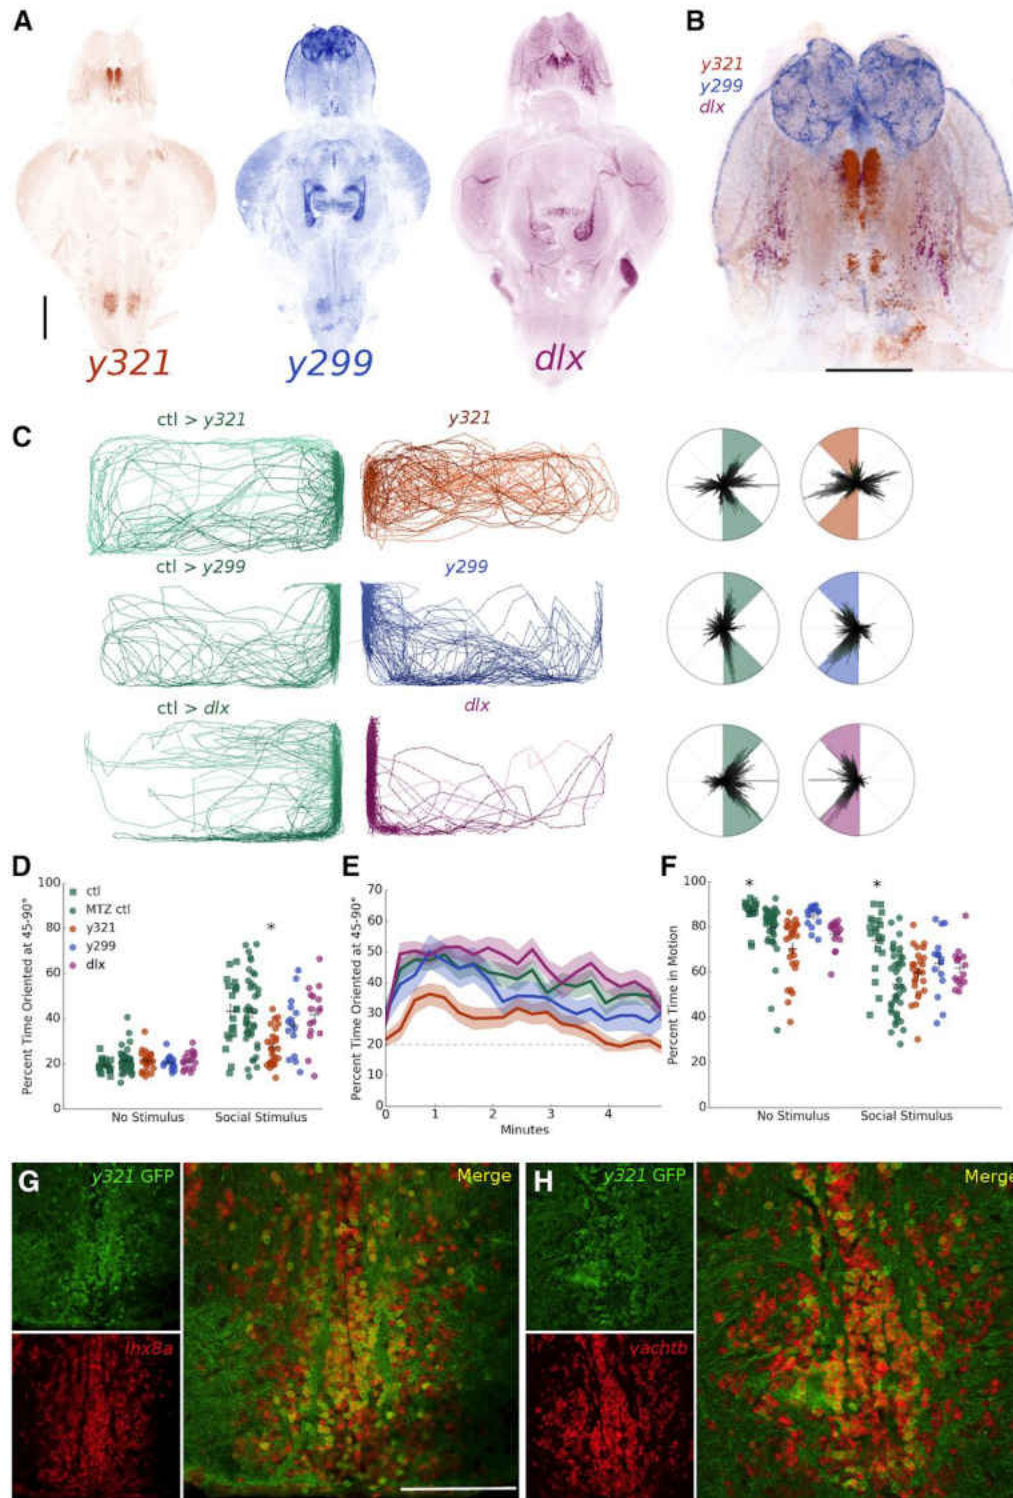 A
B
y321
y299
dlx
y321
y299
dlx
C
ctl > y321
y321
ctl > y299
y299
ctl > dlx
dlx
D
E
F
100
80
60
40
20
0
Percent Time Oriented at 45-90°
ctl
MTZ ctl
y321
y299
dlx
*
No Stimulus
Social Stimulus
70
60
50
40
30
20
10
0
Percent Time Oriented at 45-90°
0
1
2
3
4
Minutes
100
80
60
40
20
0
Percent Time in Motion
*
*
No Stimulus
Social Stimulus
G
y321 GFP
Merge
lhx8a
H
y321 GFP
Merge
vachtb